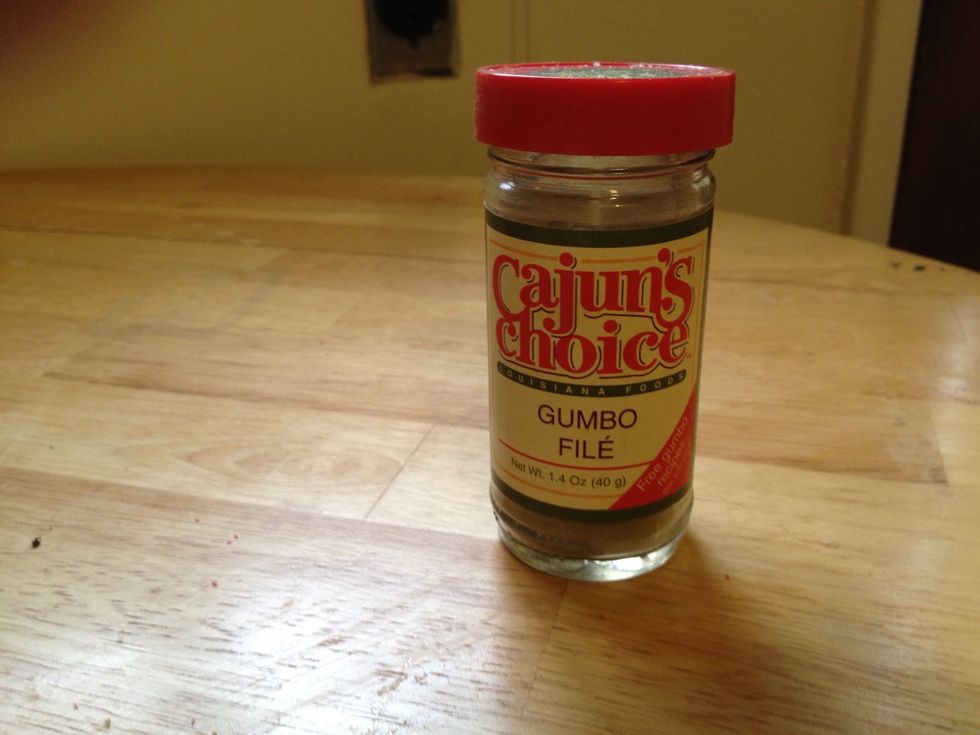 Cajun's
choice
LOUISIANA FOODS
GUMBO
FILÉ
Net Wt. 1.4 Oz (40 g)
Free gumbo
recipes